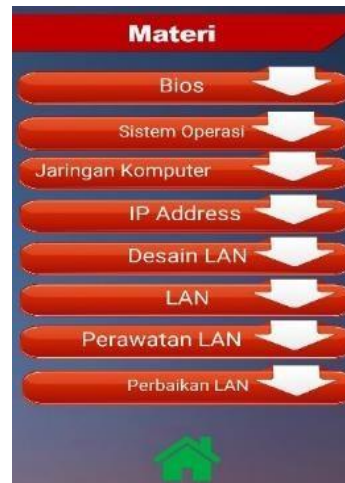 Materi
Bios
Sistem Operasi
Jaringan Komputer
IP Address
Desain LAN
LAN
Perawatan LAN
Perbaikan LAN